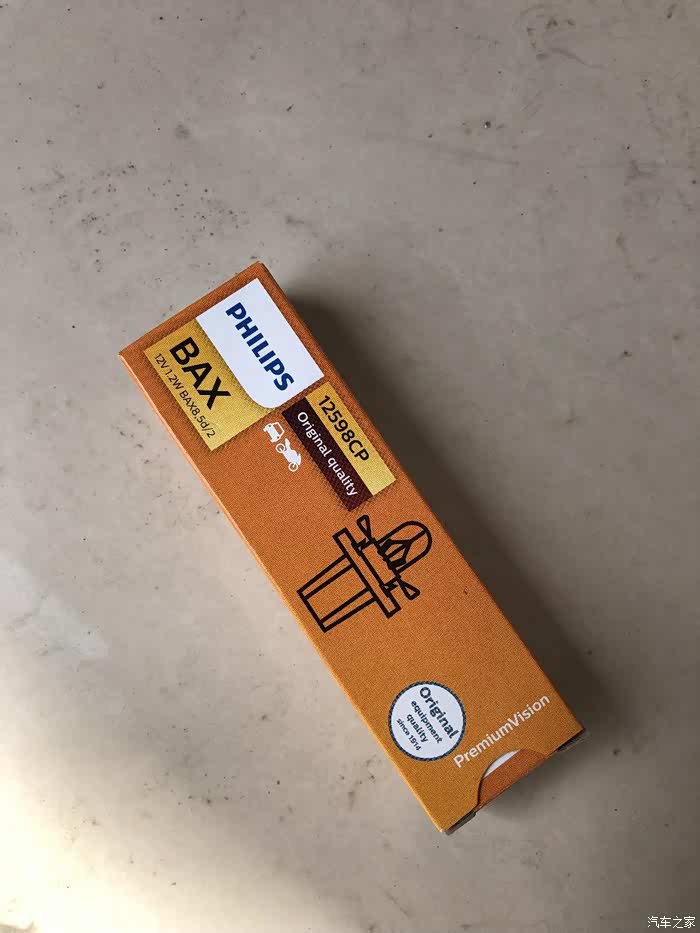 PHILIPS
BAX
12V 1.2W BAX8,5d/2
12598CP
Original quality
Original
equipment
quality
since 1914
PremiumVision
汽车之家